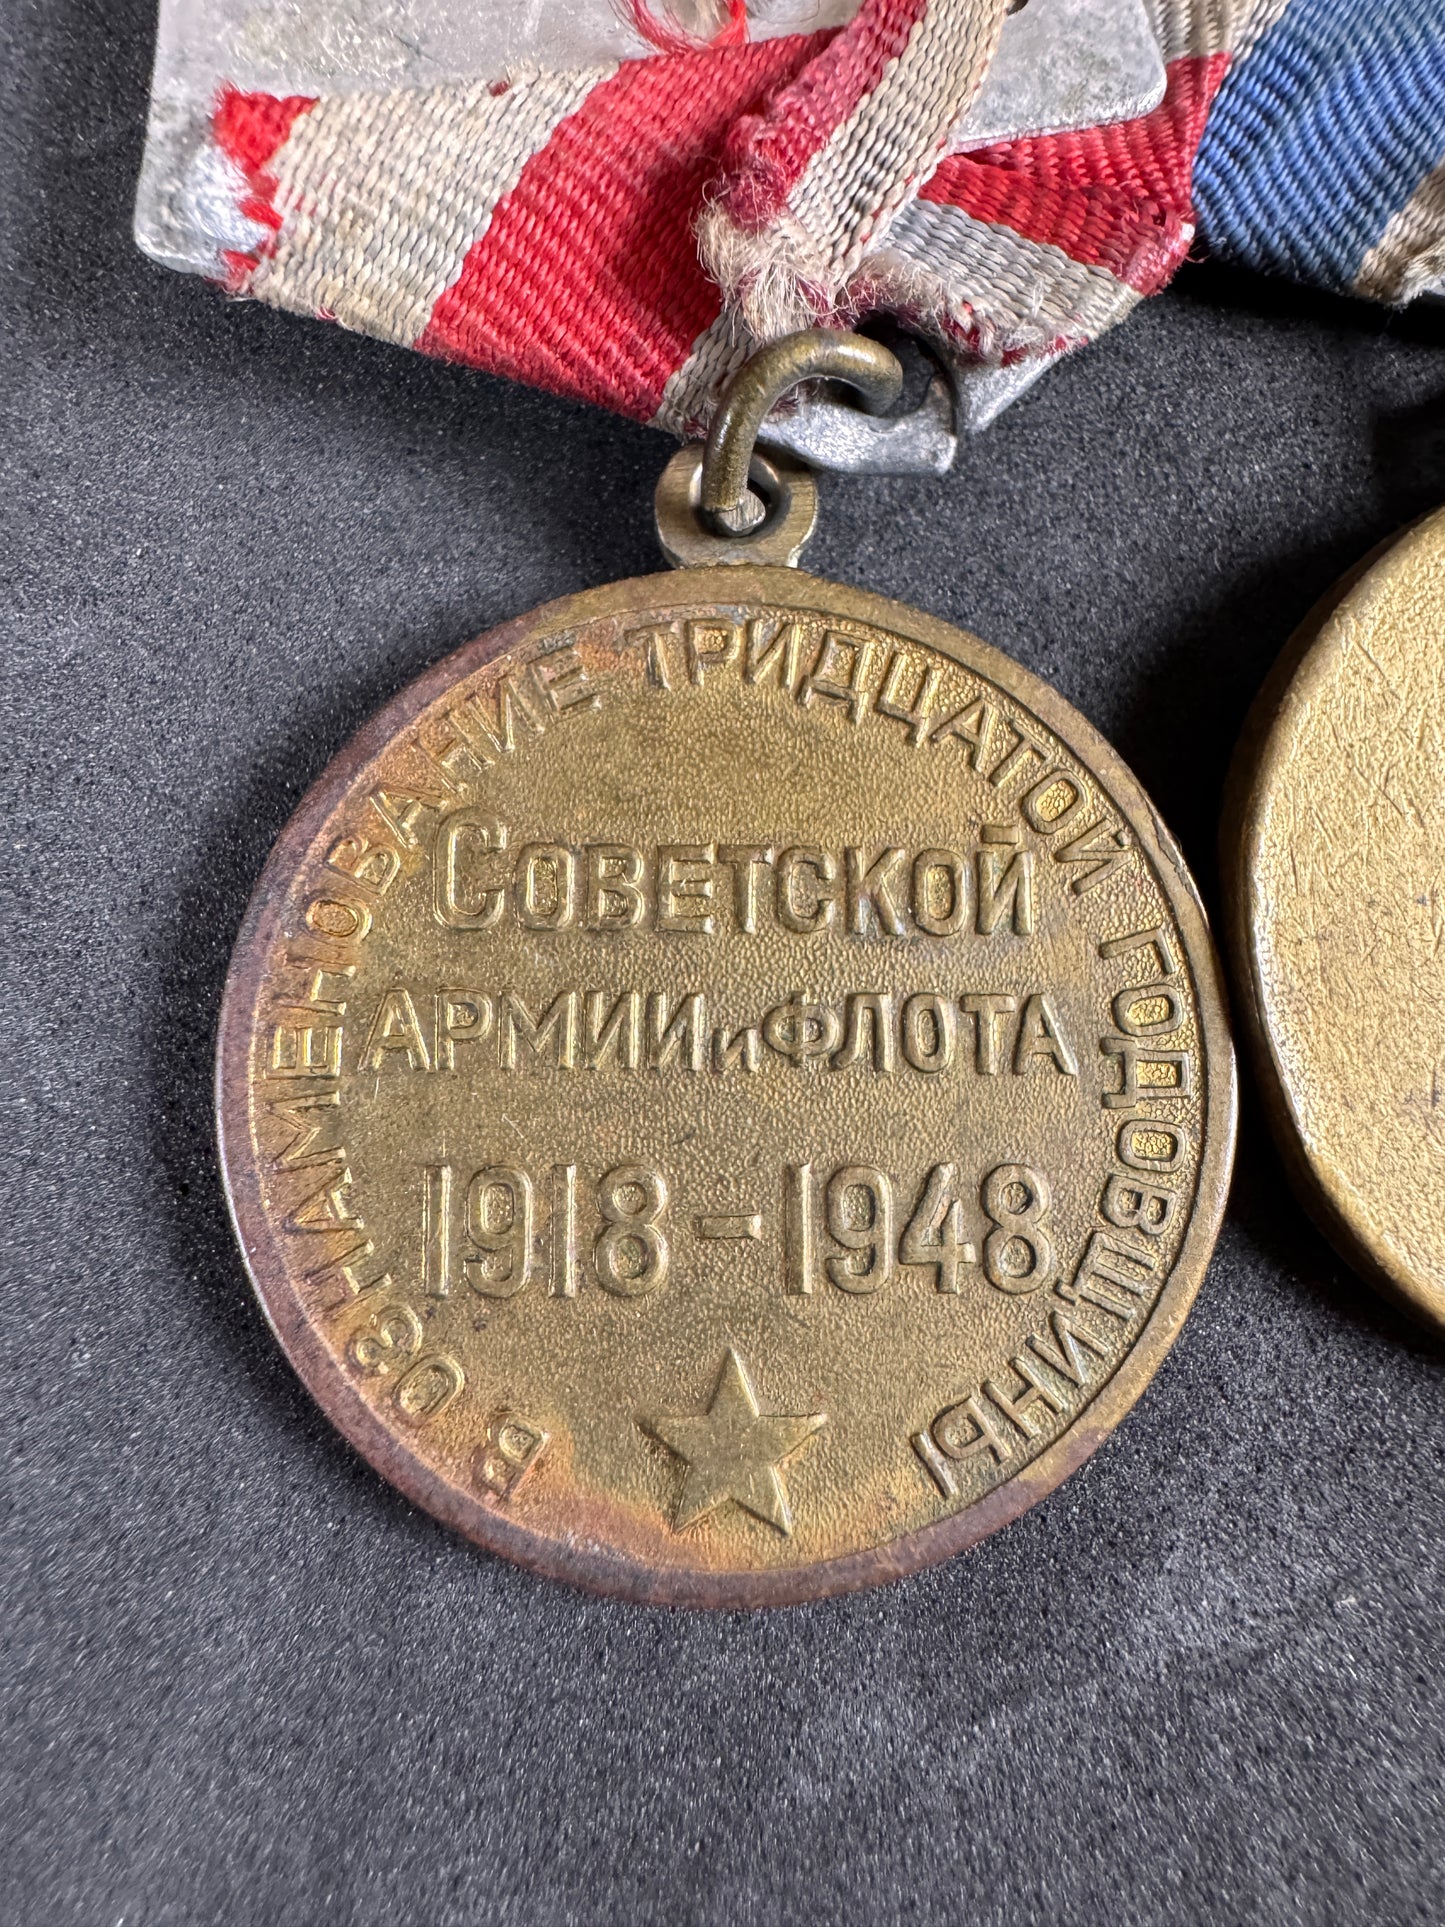 В ОЗНАМЕНОВАНИЕ ТРИДЦАТОЙ ГОДОВЩИНЫ
СОВЕТСКОЙ
АРМИИ и ФЛОТА
1918-1948